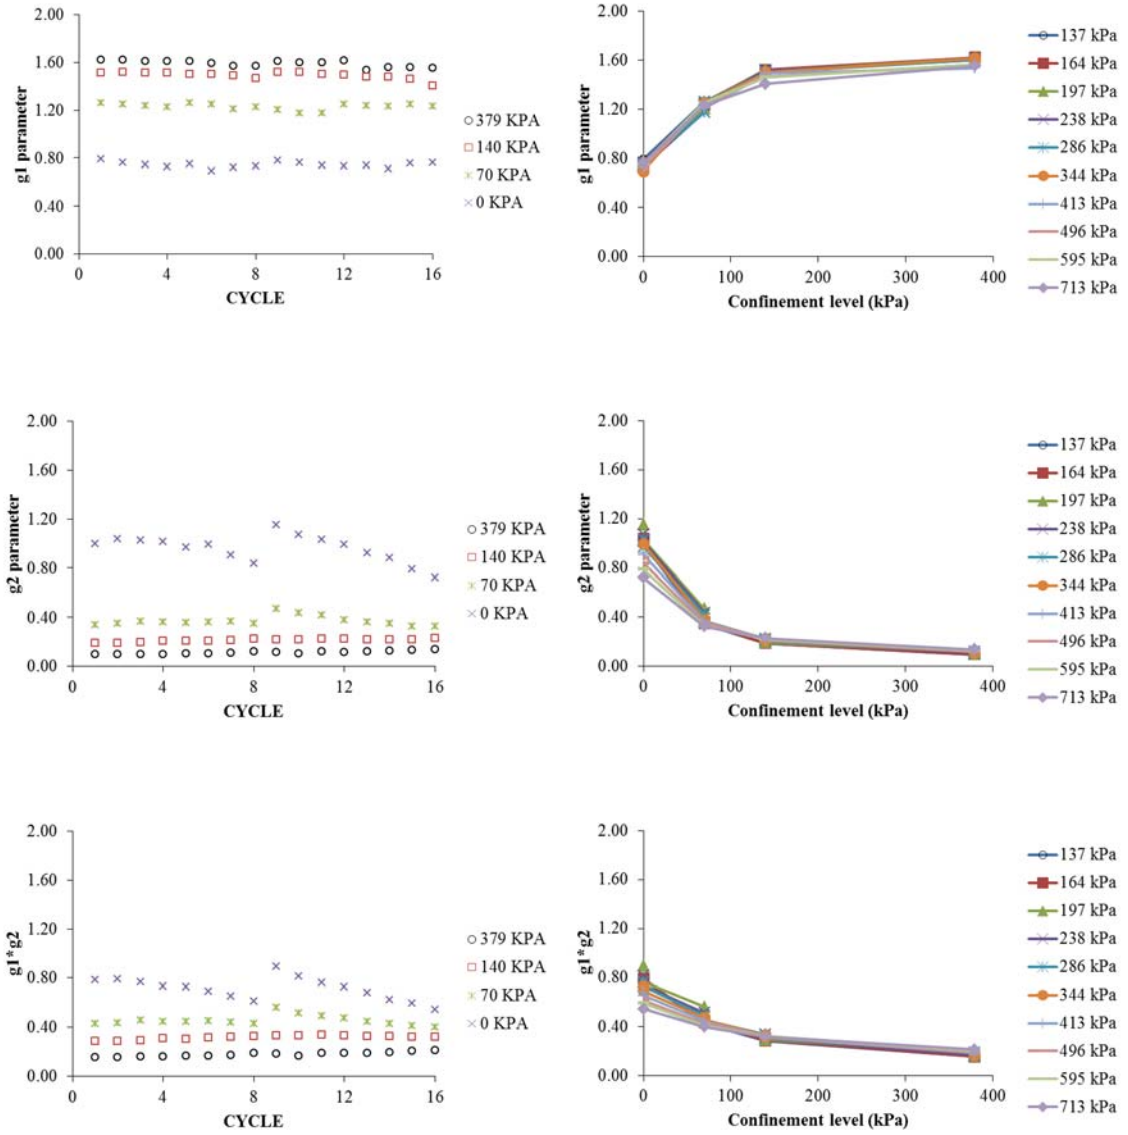 2.00
1.60
1.20
0.80
0.40
0.00
g1 parameter
0 4 8 12 16
CYCLE
379 KPA
140 KPA
70 KPA
0 KPA
2.00
1.60
1.20
0.80
0.40
0.00
g1 parameter
0 100 200 300 400
Confinement level (kPa)
137 kPa
164 kPa
197 kPa
238 kPa
286 kPa
344 kPa
413 kPa
496 kPa
595 kPa
713 kPa
2.00
1.60
1.20
0.80
0.40
0.00
g2 parameter
0 4 8 12 16
CYCLE
379 KPA
140 KPA
70 KPA
0 KPA
2.00
1.60
1.20
0.80
0.40
0.00
g2 parameter
0 100 200 300 400
Confinement level (kPa)
137 kPa
164 kPa
197 kPa
238 kPa
286 kPa
344 kPa
413 kPa
496 kPa
595 kPa
713 kPa
2.00
1.60
1.20
0.80
0.40
0.00
g1*g2
0 4 8 12 16
CYCLE
379 KPA
140 KPA
70 KPA
0 KPA
2.00
1.60
1.20
0.80
0.40
0.00
g1*g2
0 100 200 300 400
Confinement level (kPa)
137 kPa
164 kPa
197 kPa
238 kPa
286 kPa
344 kPa
413 kPa
496 kPa
595 kPa
713 kPa